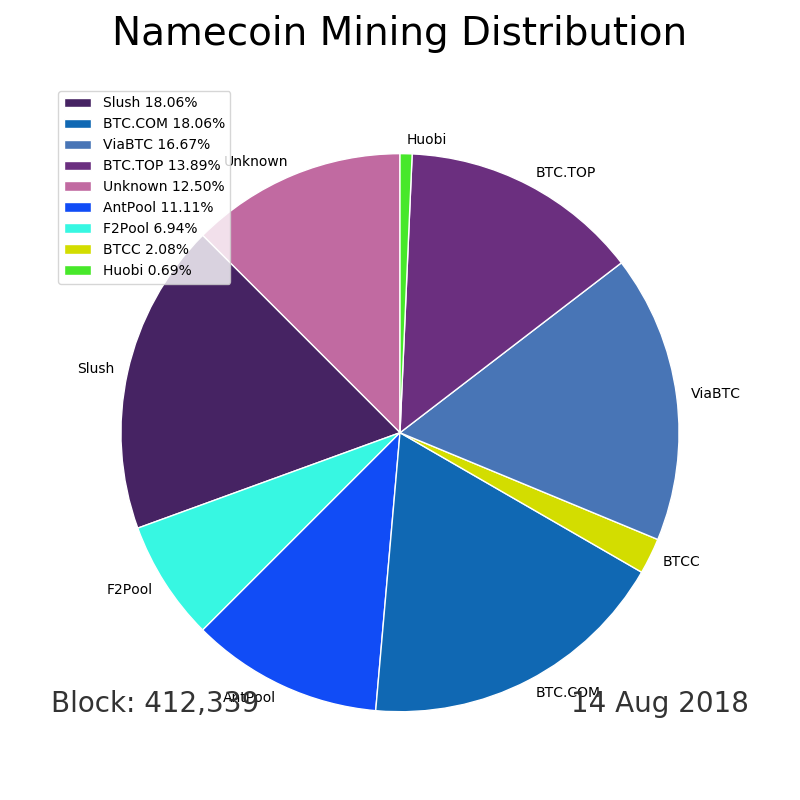 Namecoin Mining Distribution
Slush 18.06%
BTC.COM 18.06%
ViaBTC 16.67%
BTC.TOP 13.89%
Unknown 12.50%
AntPool 11.11%
F2Pool 6.94%
BTCC 2.08%
Huobi 0.69%
Huobi
Unknown
BTC.TOP
Slush
ViaBTC
BTCC
F2Pool
AntPool
BTC.COM
Block: 412,339
14 Aug 2018